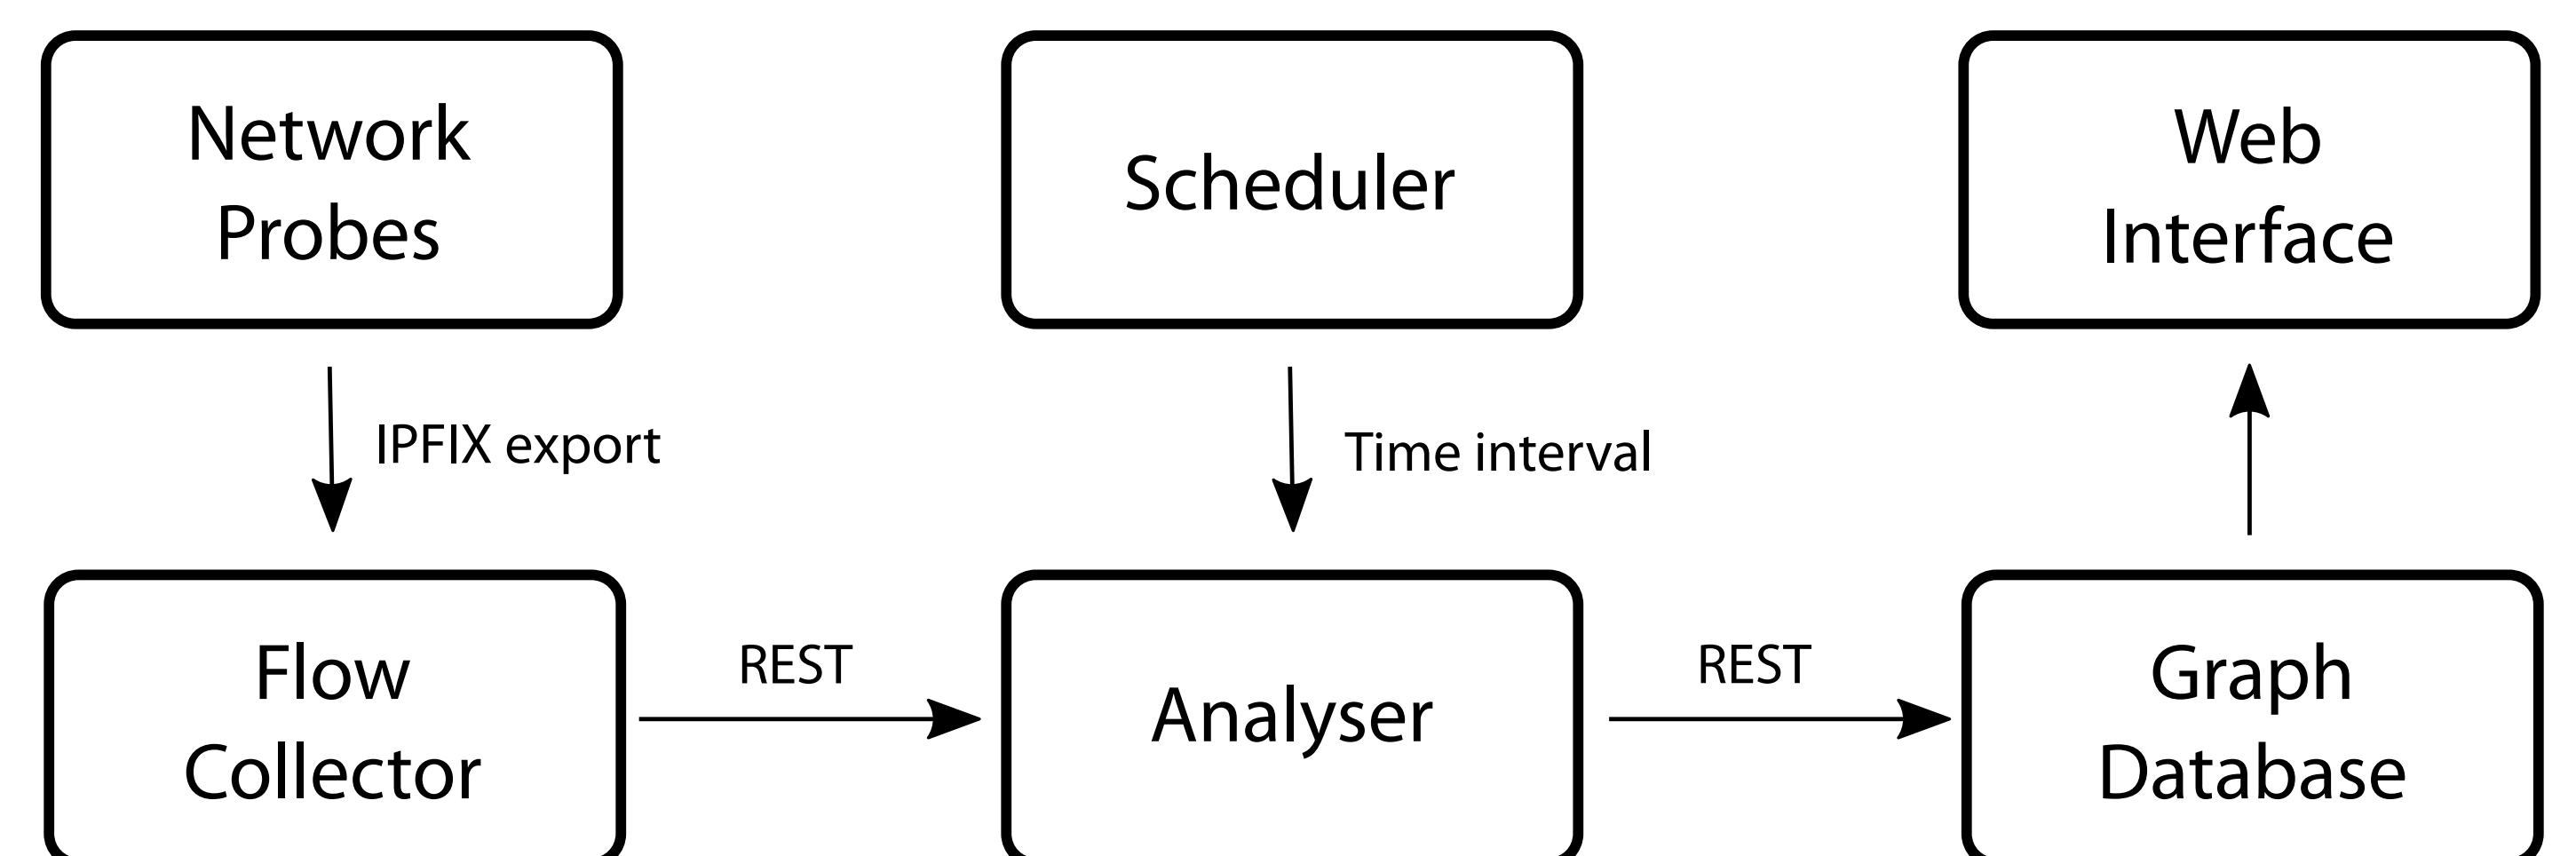 Network
Probes
Scheduler
Web
Interface
IPFIX export
Time interval
Flow
Collector
REST
Analyser
REST
Graph
Database